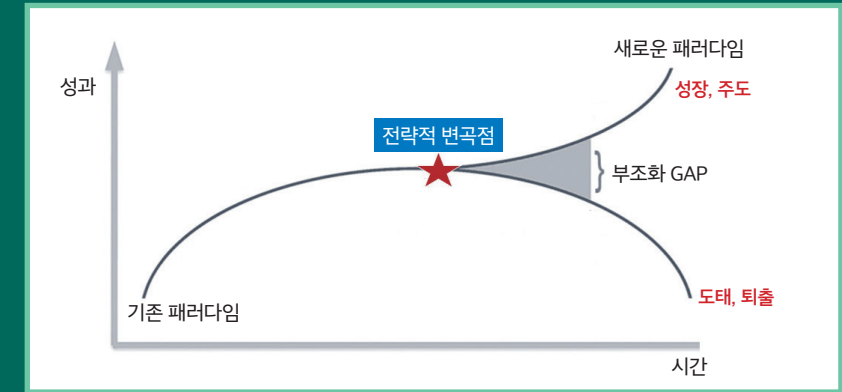 새로운 패러다임
성과
성장, 주도
전략적 변곡점
부조화 GAP
기존 패러다임
도태, 퇴출
시간